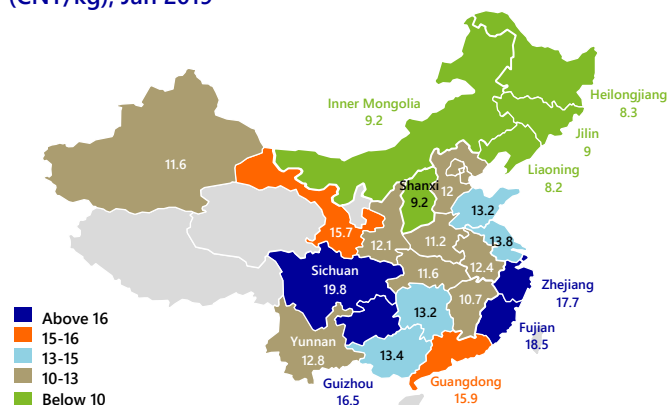 (CNY/kg), Jan 2019
Heilongjiang
8.3
Inner Mongolia
9.2
Jilin
9
Liaoning
8.2
11.6
Shanxi
9.2
12
13.2
15.7
12.1
11.2
13.8
Sichuan
19.8
11.6
12.4
Zhejiang
17.7
10.7
13.2
Fujian
18.5
Yunnan
12.8
13.4
Guizhou
16.5
Guangdong
15.9
Above 16
15-16
13-15
10-13
Below 10